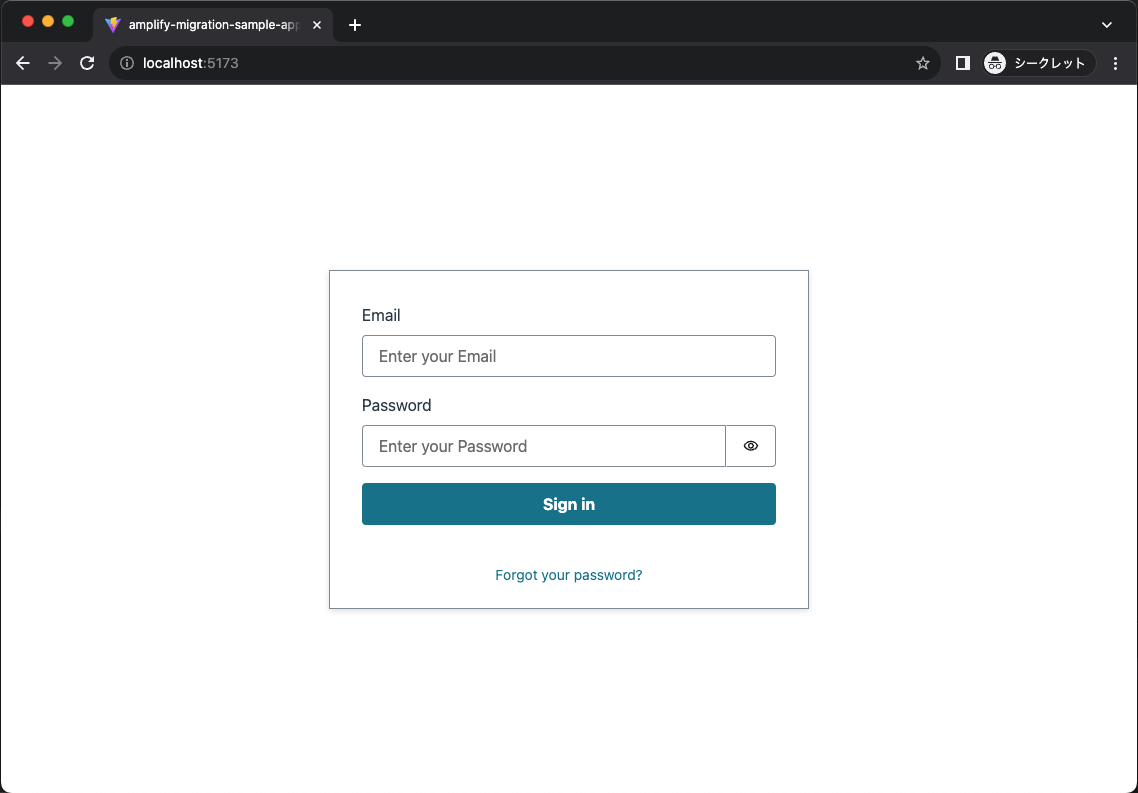 amplify-migration-sample-app
localhost:5173
シークレット
Email
Enter your Email
Password
Enter your Password
Sign in
Forgot your password?